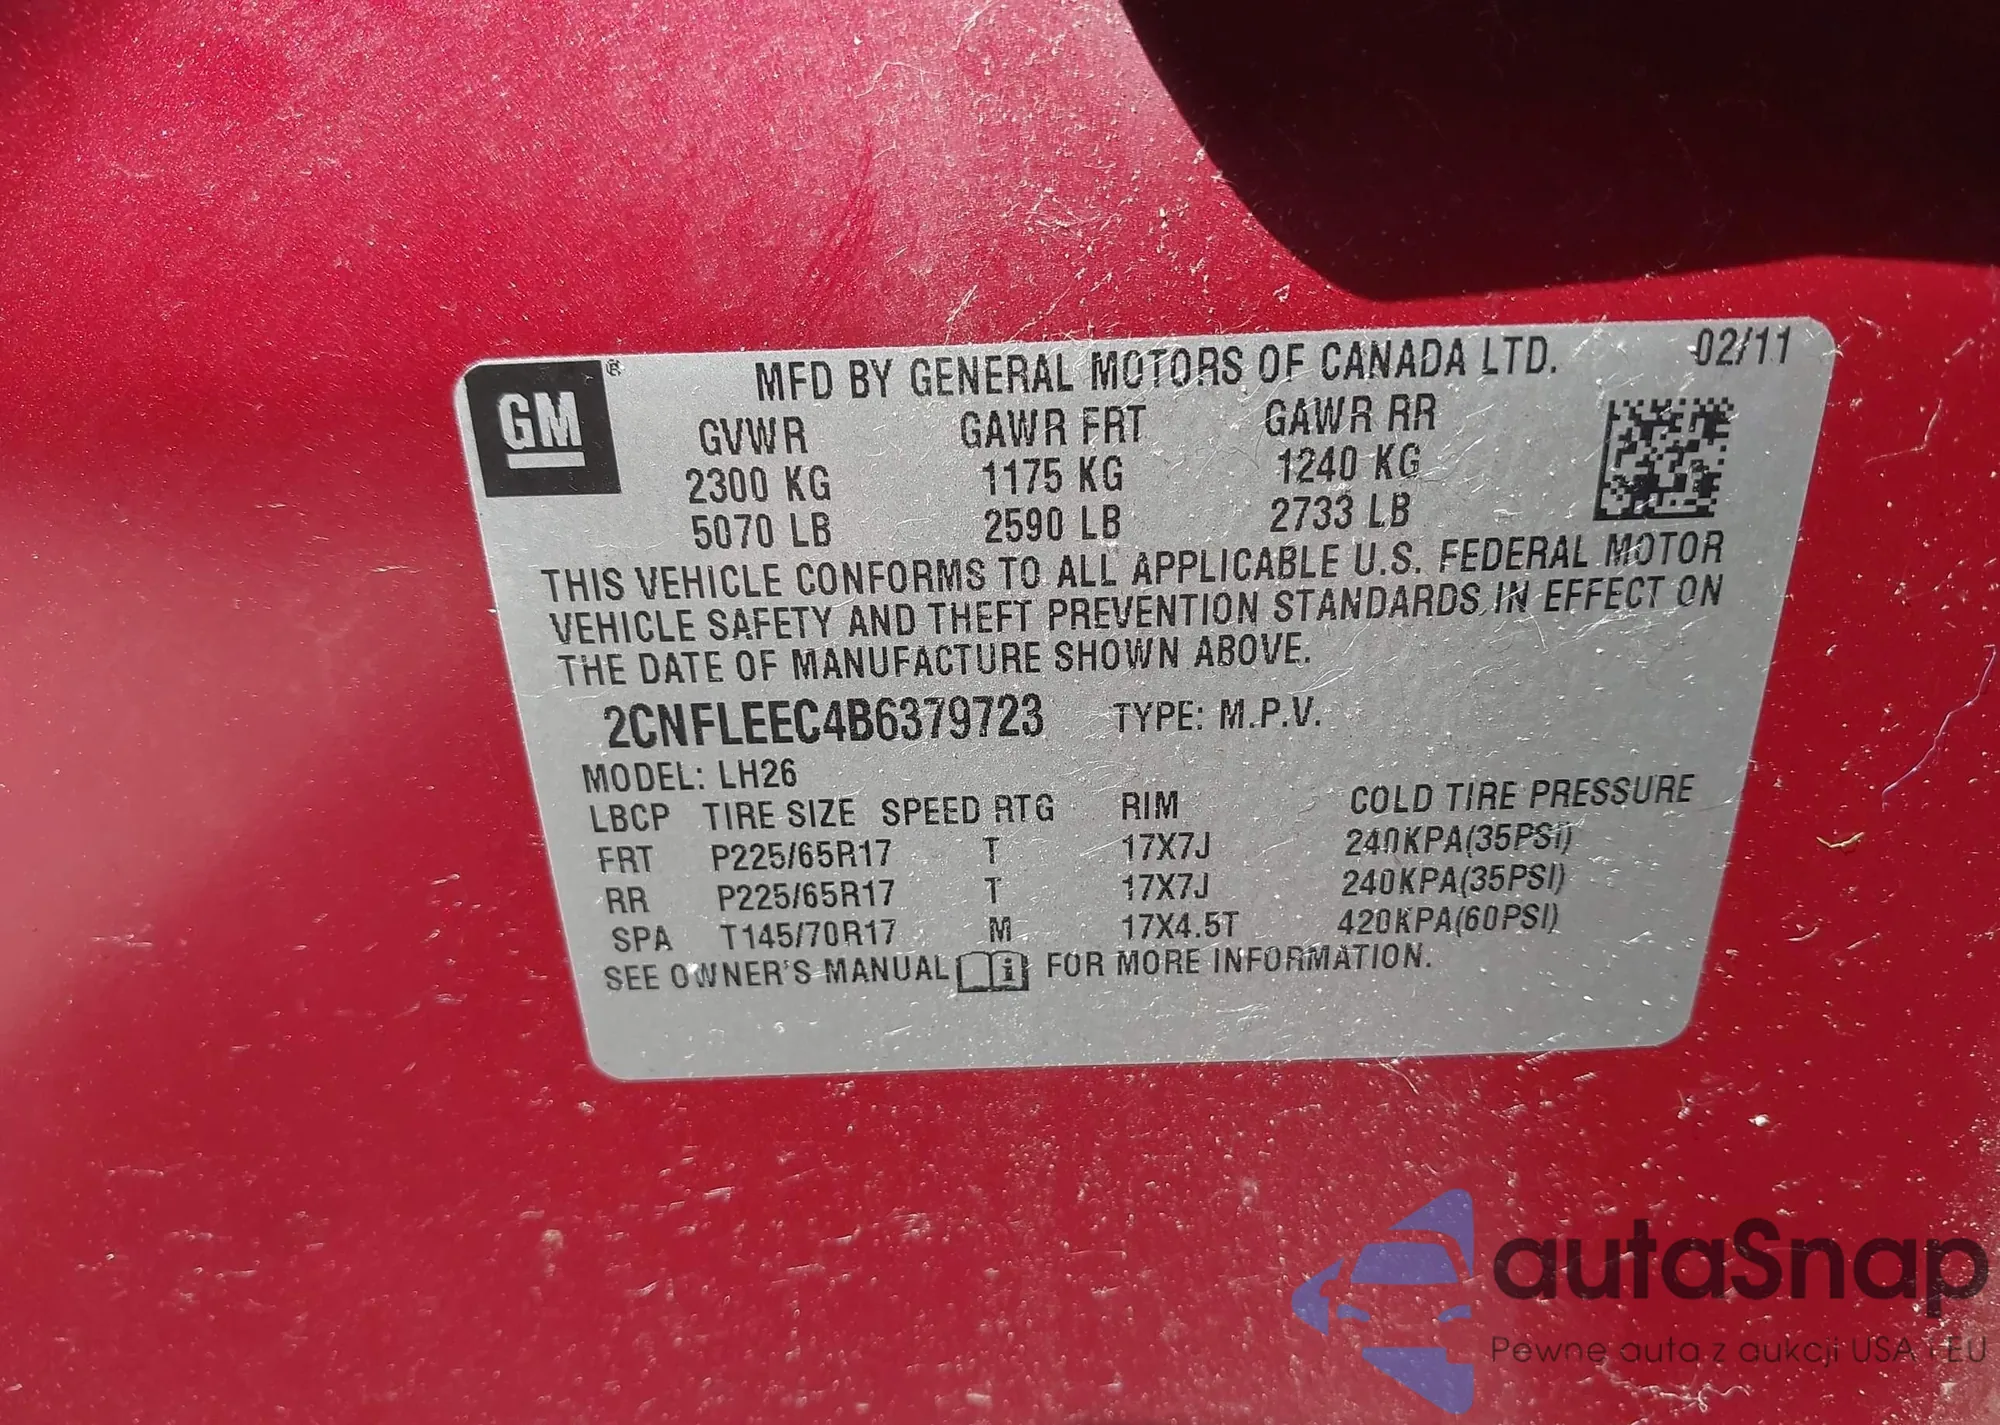 GM® MFD BY GENERAL MOTORS OF CANADA LTD. 02/11
GVWR GAWR FRT GAWR RR
2300 KG 1175 KG 1240 KG
5070 LB 2590 LB 2733 LB
THIS VEHICLE CONFORMS TO ALL APPLICABLE U.S. FEDERAL MOTOR
VEHICLE SAFETY AND THEFT PREVENTION STANDARDS IN EFFECT ON
THE DATE OF MANUFACTURE SHOWN ABOVE.
2CNFLEEC4B6379723 TYPE: M.P.V.
MODEL: LH26
LBCP TIRE SIZE SPEED RTG RIM COLD TIRE PRESSURE
FRT P225/65R17 T 17X7J 240KPA(35PSI)
RR P225/65R17 T 17X7J 240KPA(35PSI)
SPA T145/70R17 M 17X4.5T 420KPA(60PSI)
SEE OWNER'S MANUAL FOR MORE INFORMATION.
autaSnap
Pewne auta z aukcji USA i EU